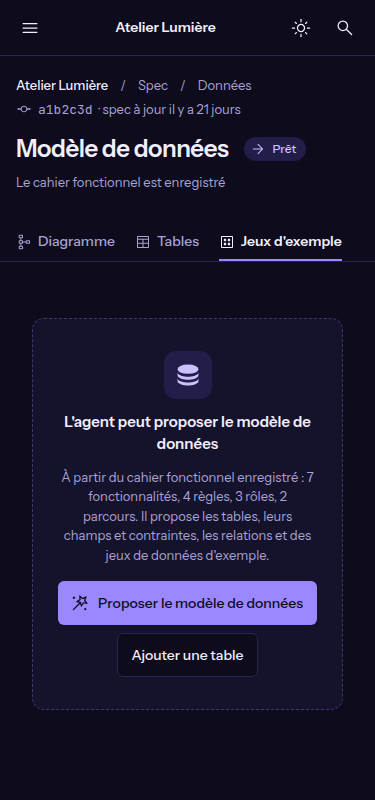 Atelier Lumière
Atelier Lumière / Spec / Données
a1b2c3d · spec à jour il y a 21 jours
Modèle de données
Prêt
Le cahier fonctionnel est enregistré
Diagramme
Tables
Jeux d'exemple
L'agent peut proposer le modèle de
données
À partir du cahier fonctionnel enregistré : 7
fonctionnalités, 4 règles, 3 rôles, 2
parcours. Il propose les tables, leurs
champs et contraintes, les relations et des
jeux de données d'exemple.
Proposer le modèle de données
Ajouter une table